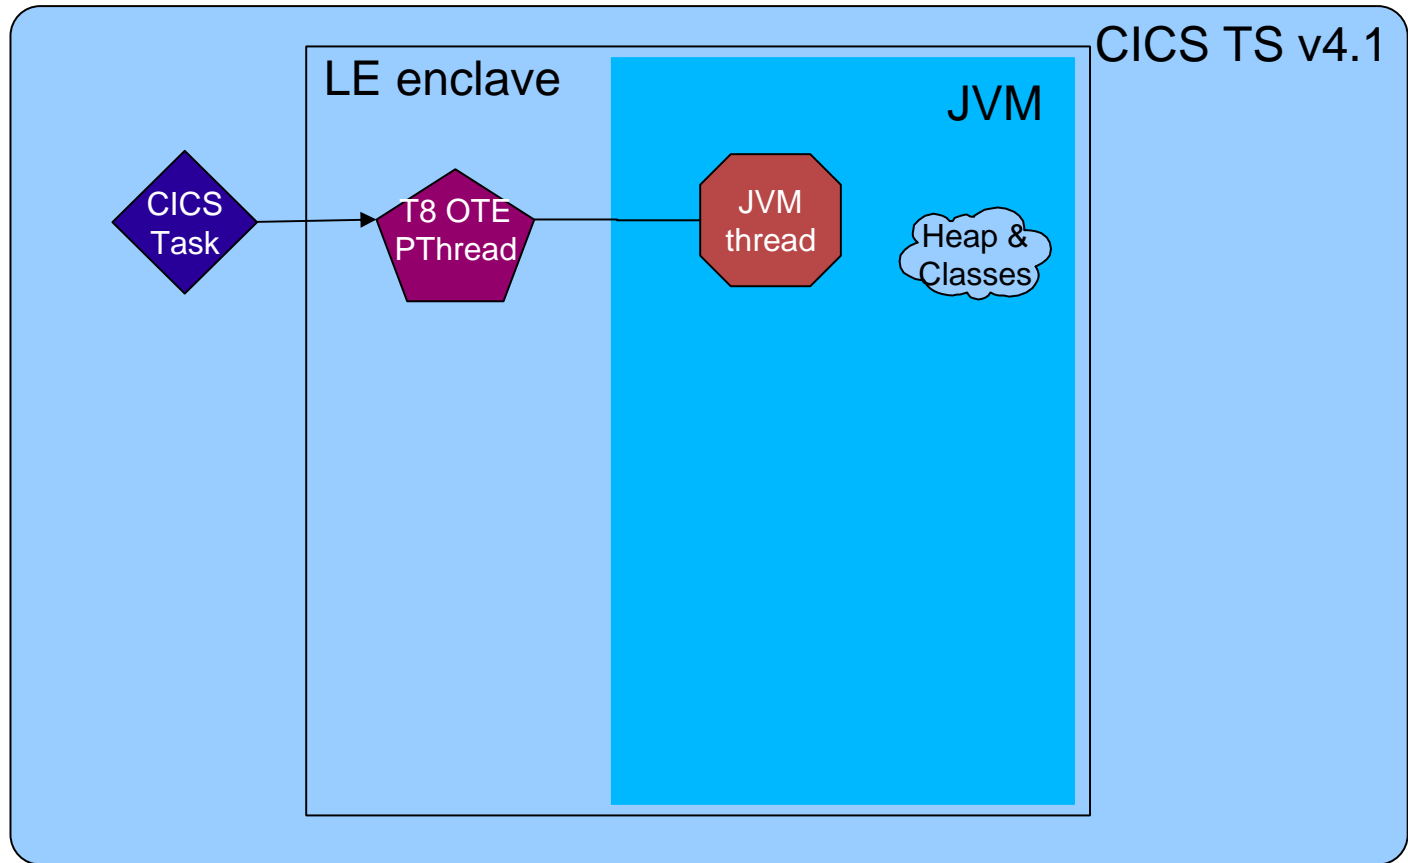 CICS TS v4.1
LE enclave
JVM
CICS
Task
T8 OTE
PThread
JVM
thread
Heap &
Classes